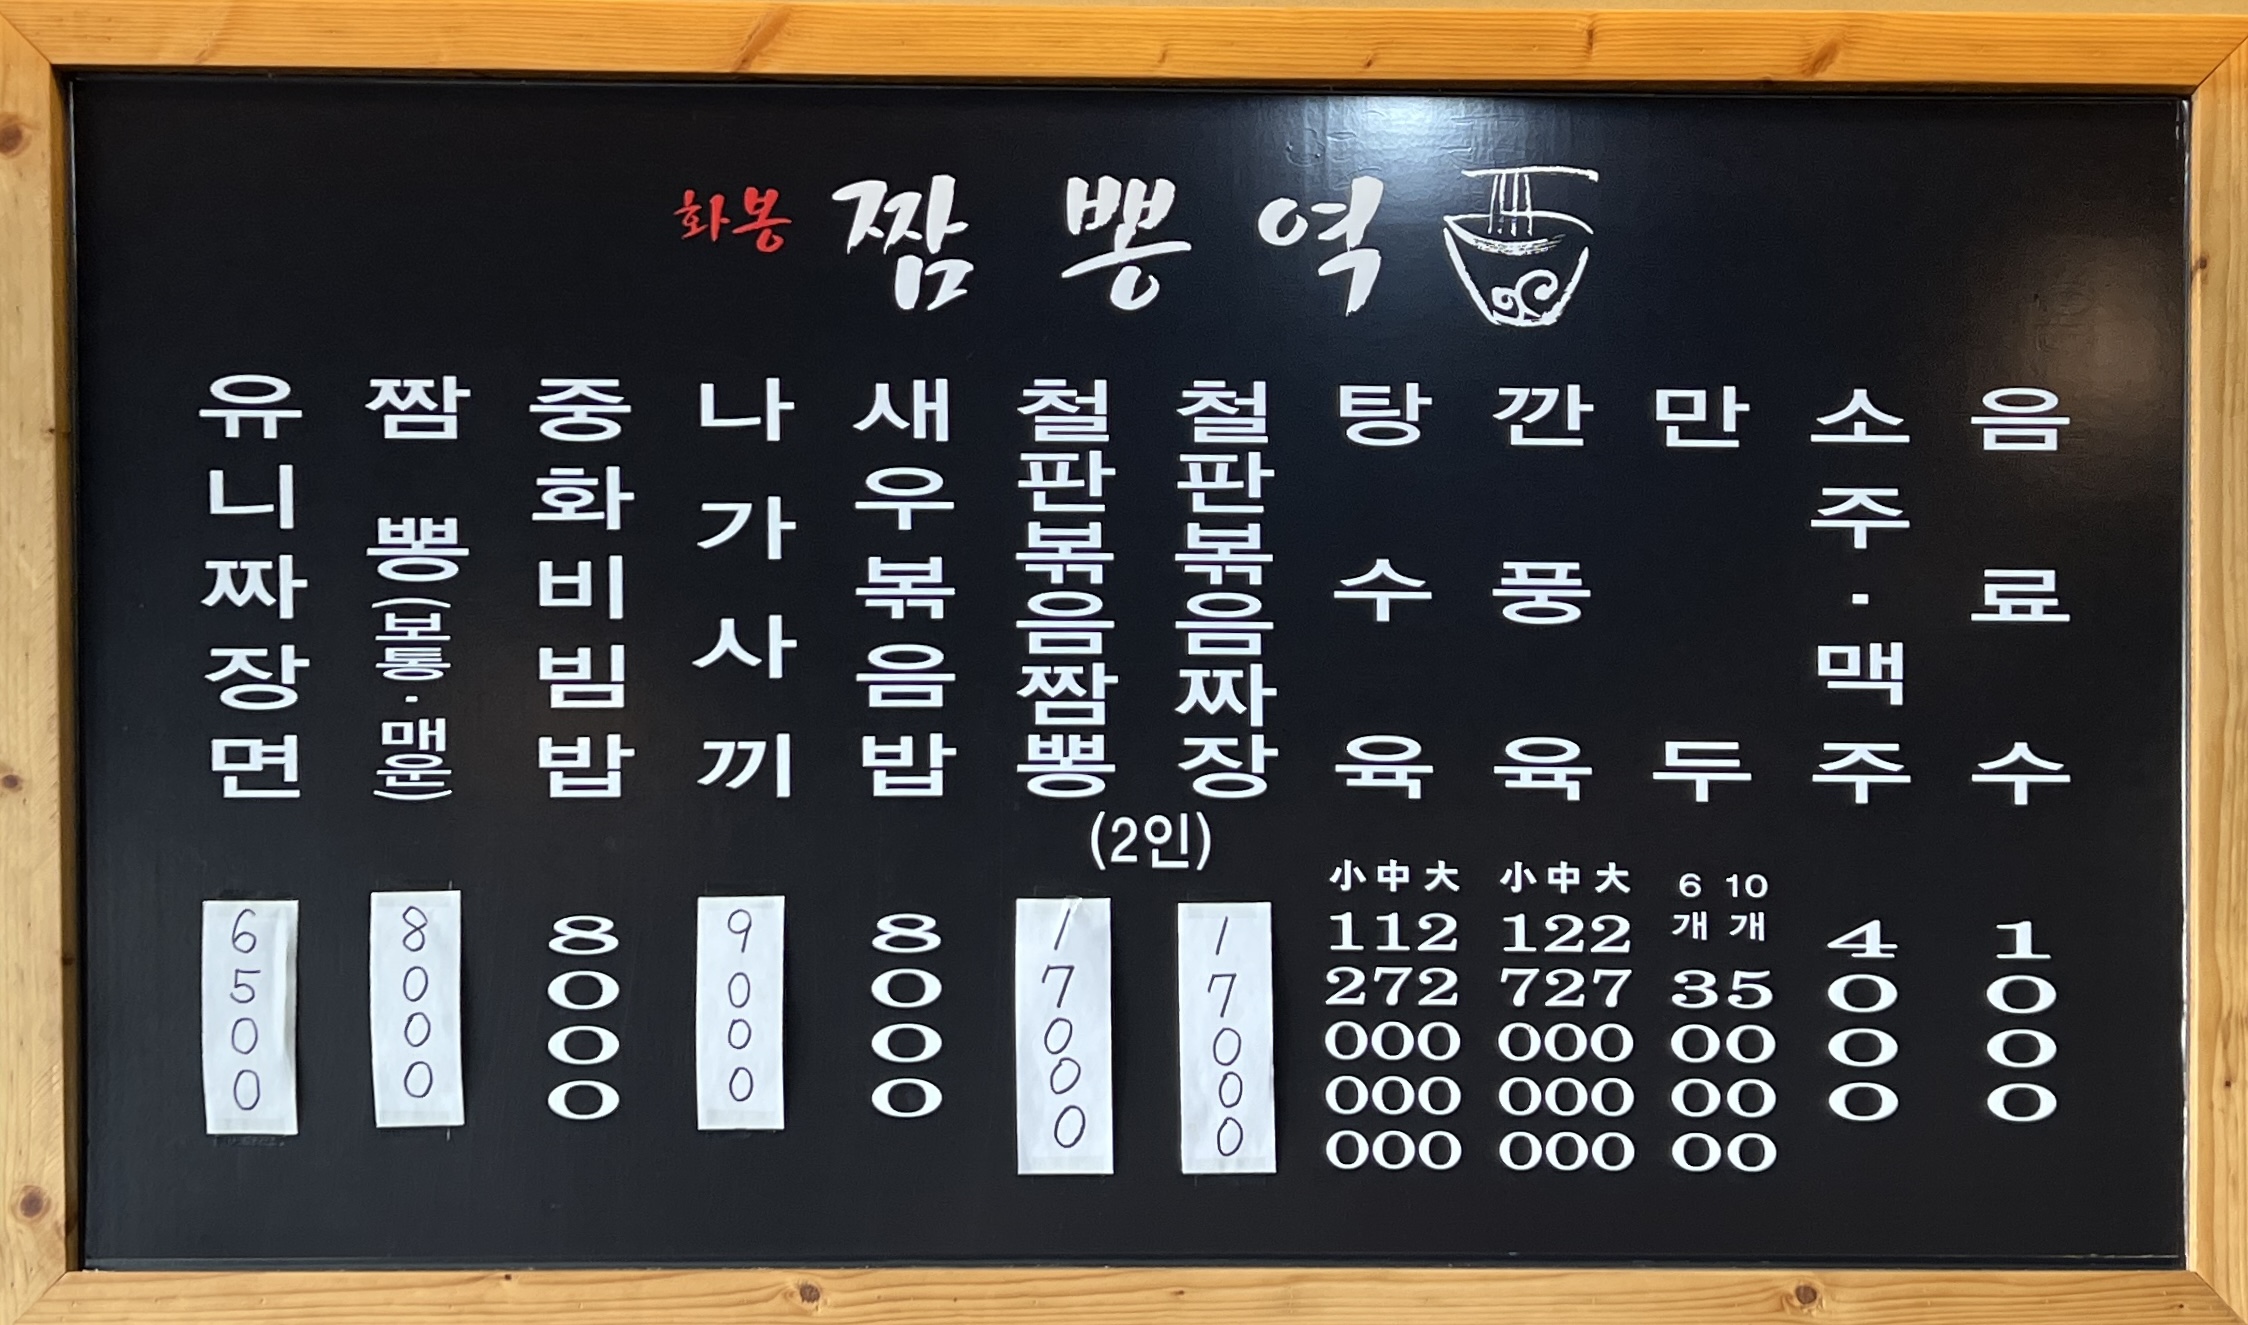 화봉 짬뽕역
유니짜장면
6500
짬뽕(보통·매운)
8000
중화비빔밥
8000
나가사끼
9000
새우볶음밥
8000
철판볶음짬뽕
17000
철판볶음짜장
17000
(2인)
탕수육
小 12000
中 17000
大 22000
깐풍육
小 17000
中 22000
大 27000
만두
6개 3000
10개 5000
소주·맥주
4000
음료수
1000